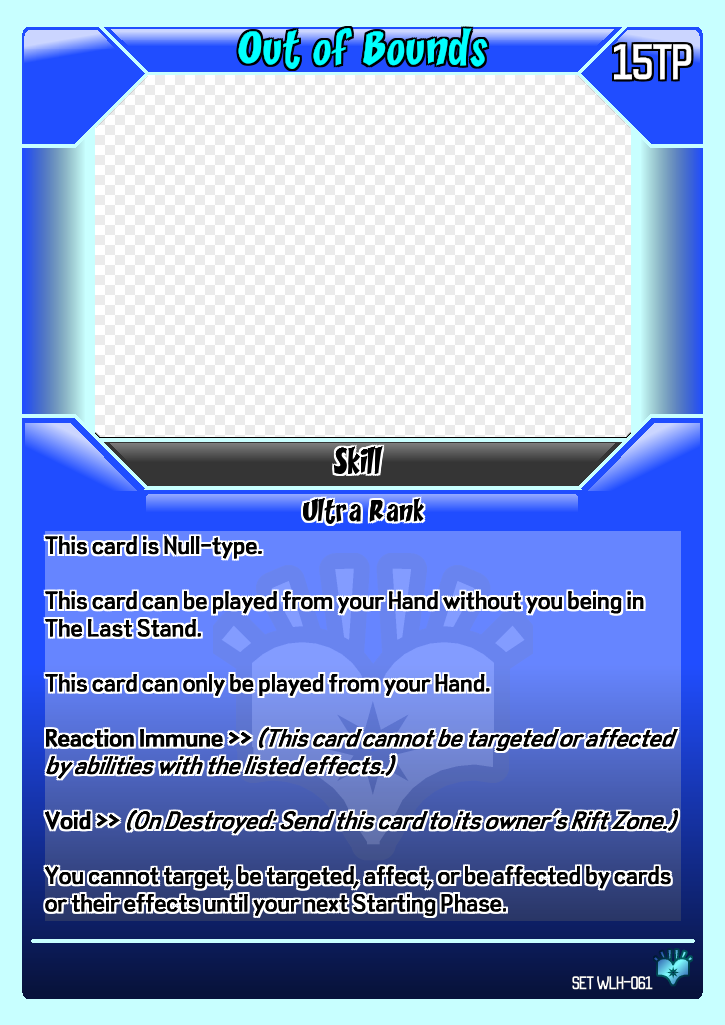 Out of Bounds
15TP
Skill
Ultra Rank
This card is Null-type.
This card can be played from your Hand without you being in
The Last Stand.
This card can only be played from your Hand.
Reaction Immune >> (This card cannot be targeted or affected
by abilities with the listed effects.)
Void >> (On Destroyed: Send this card to its owner's Rift Zone.)
You cannot target, be targeted, affect, or be affected by cards
or their effects until your next Starting Phase.
SET WLH-061